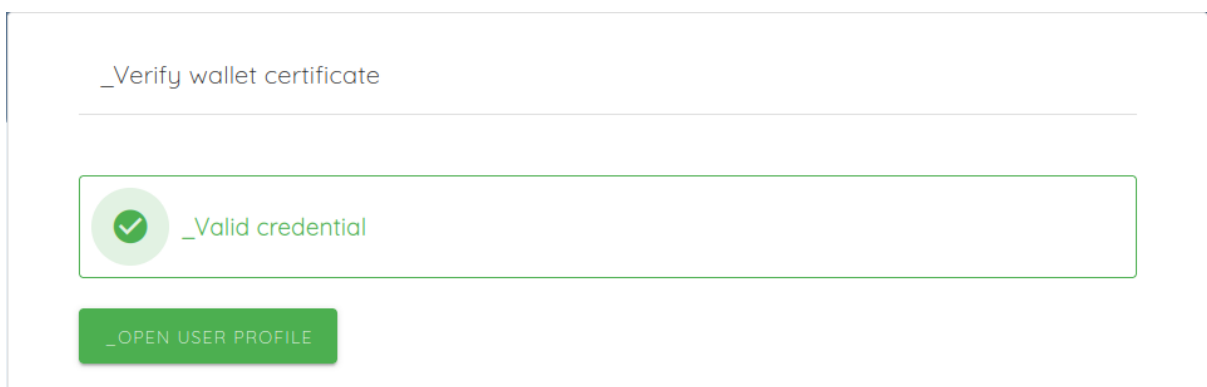 _Verify wallet certificate
_Valid credential
_OPEN USER PROFILE